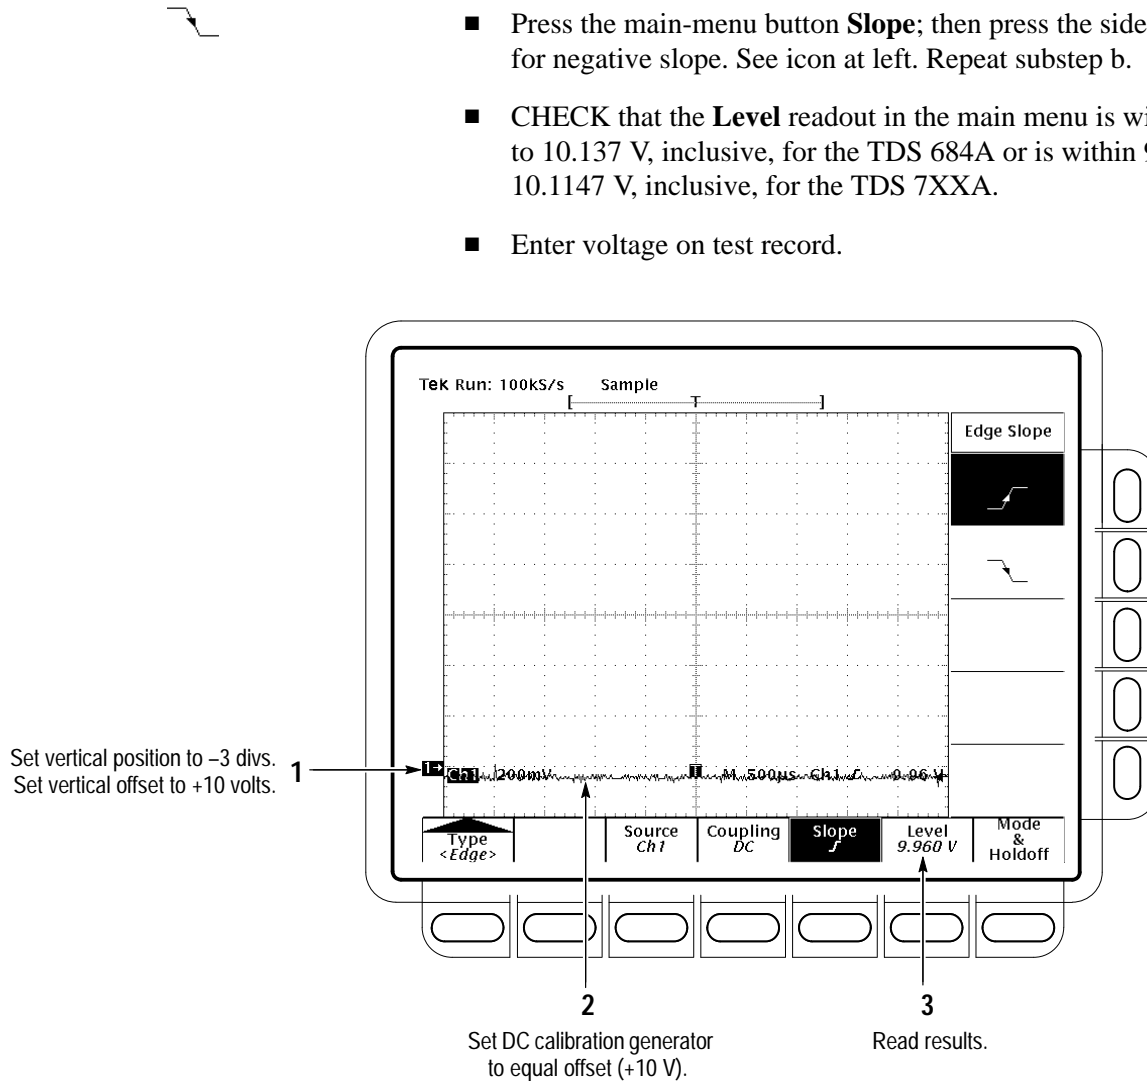 ■ Press the main-menu button Slope; then press the side
for negative slope. See icon at left. Repeat substep b.
■ CHECK that the Level readout in the main menu is wi
to 10.137 V, inclusive, for the TDS 684A or is within 9
10.1147 V, inclusive, for the TDS 7XXA.
■ Enter voltage on test record.
Tek Run: 100kS/s Sample
[ T ]
Edge Slope
Set vertical position to –3 divs.
Set vertical offset to +10 volts.
1
1→
Ch1 200mV M 500µs Ch1 ƒ 9.96 V
Type
<Edge>
Source
Ch1
Coupling
DC
Slope
ƒ
Level
9.960 V
Mode
&
Holdoff
2
Set DC calibration generator
to equal offset (+10 V).
3
Read results.